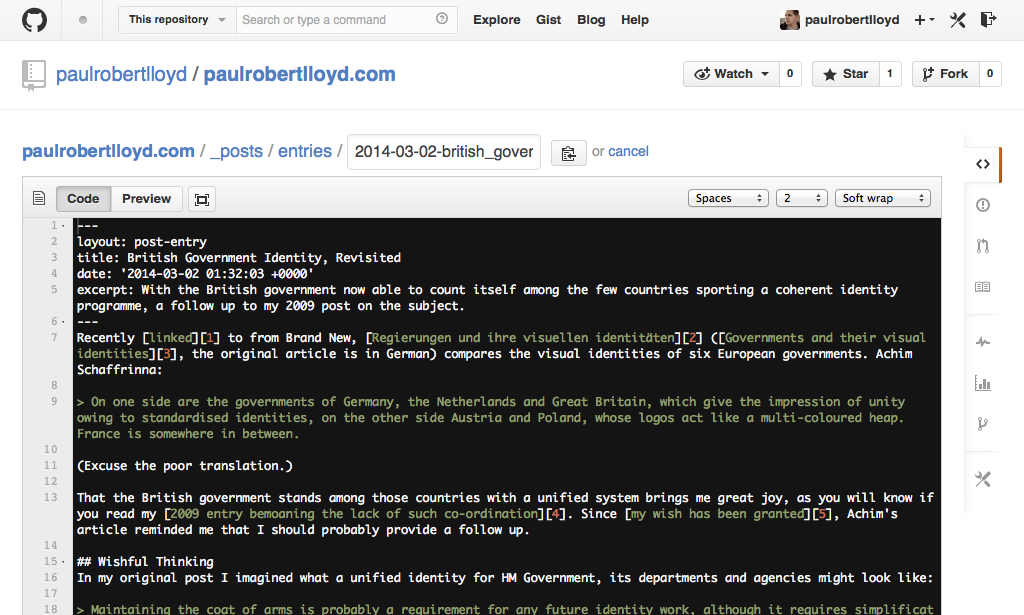 This repository Search or type a command Explore Gist Blog Help paulrobertlloyd
paulrobertlloyd / paulrobertlloyd.com Watch 0 Star 1 Fork 0
paulrobertlloyd.com / _posts / entries / 2014-03-02-british_gover or cancel
Code Preview Spaces 2 Soft wrap
1 ---
2 layout: post-entry
3 title: British Government Identity, Revisited
4 date: '2014-03-02 01:32:03 +0000'
5 excerpt: With the British government now able to count itself among the few countries sporting a coherent identity
programme, a follow up to my 2009 post on the subject.
6 ---
7 Recently [linked][1] to from Brand New, [Regierungen und ihre visuellen identitäten][2] ([Governments and their visual
identities][3], the original article is in German) compares the visual identities of six European governments. Achim
Schaffrinna:
8
9 > On one side are the governments of Germany, the Netherlands and Great Britain, which give the impression of unity
owing to standardised identities, on the other side Austria and Poland, whose logos act like a multi-coloured heap.
France is somewhere in between.
10
11 (Excuse the poor translation.)
12
13 That the British government stands among those countries with a unified system brings me great joy, as you will know if
you read my [2009 entry bemoaning the lack of such co-ordination][4]. Since [my wish has been granted][5], Achim's
article reminded me that I should probably provide a follow up.
14
15 ## Wishful Thinking
16 In my original post I imagined what a unified identity for HM Government, its departments and agencies might look like:
17
18 > Maintaining the coat of arms is probably a requirement for any future identity work, although it requires simplificat